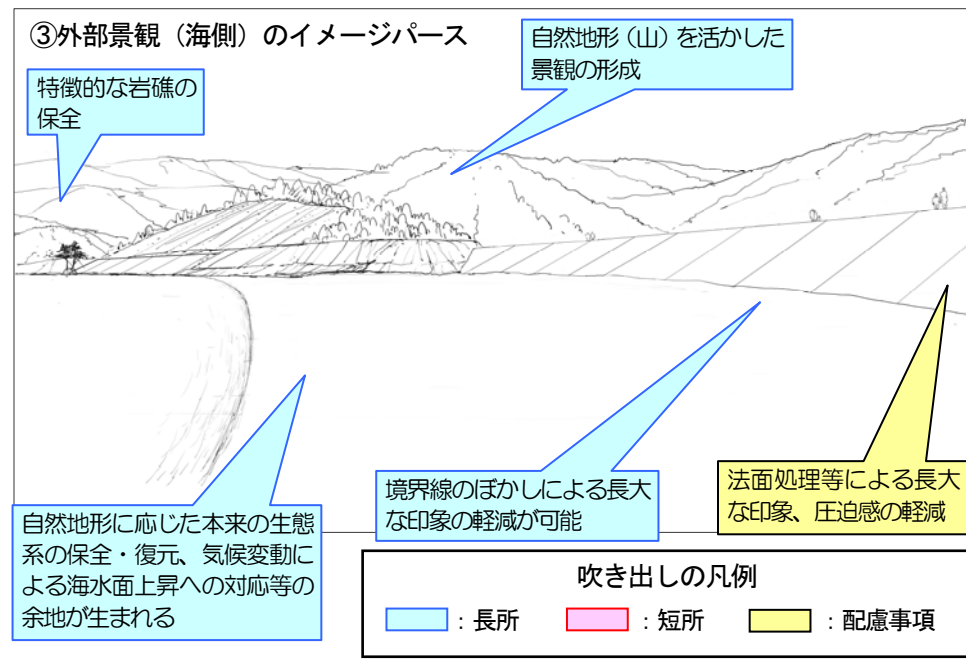 ③外部景観（海側）のイメージパース
自然地形（山）を活かした
景観の形成
特徴的な岩礁の
保全
境界線のぼかしによる長大
な印象の軽減が可能
法面処理等による長大
な印象、圧迫感の軽減
自然地形に応じた本来の生態
系の保全・復元、気候変動に
よる海水面上昇への対応等の
余地が生まれる
吹き出しの凡例
：長所
：短所
：配慮事項